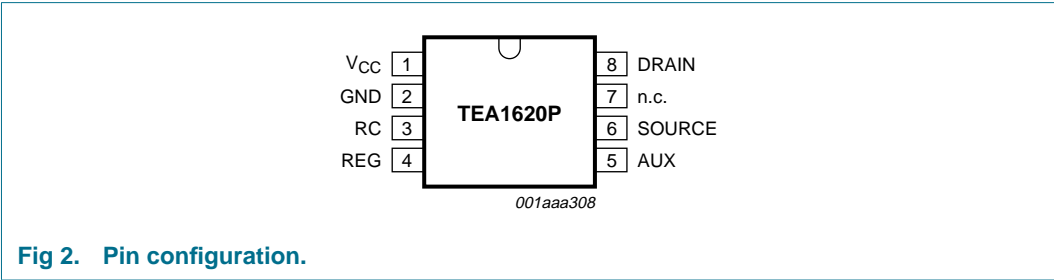 VCC 1 8 DRAIN
GND 2 TEA1620P 7 n.c.
RC 3 6 SOURCE
REG 4 5 AUX
001aaa308
Fig 2. Pin configuration.